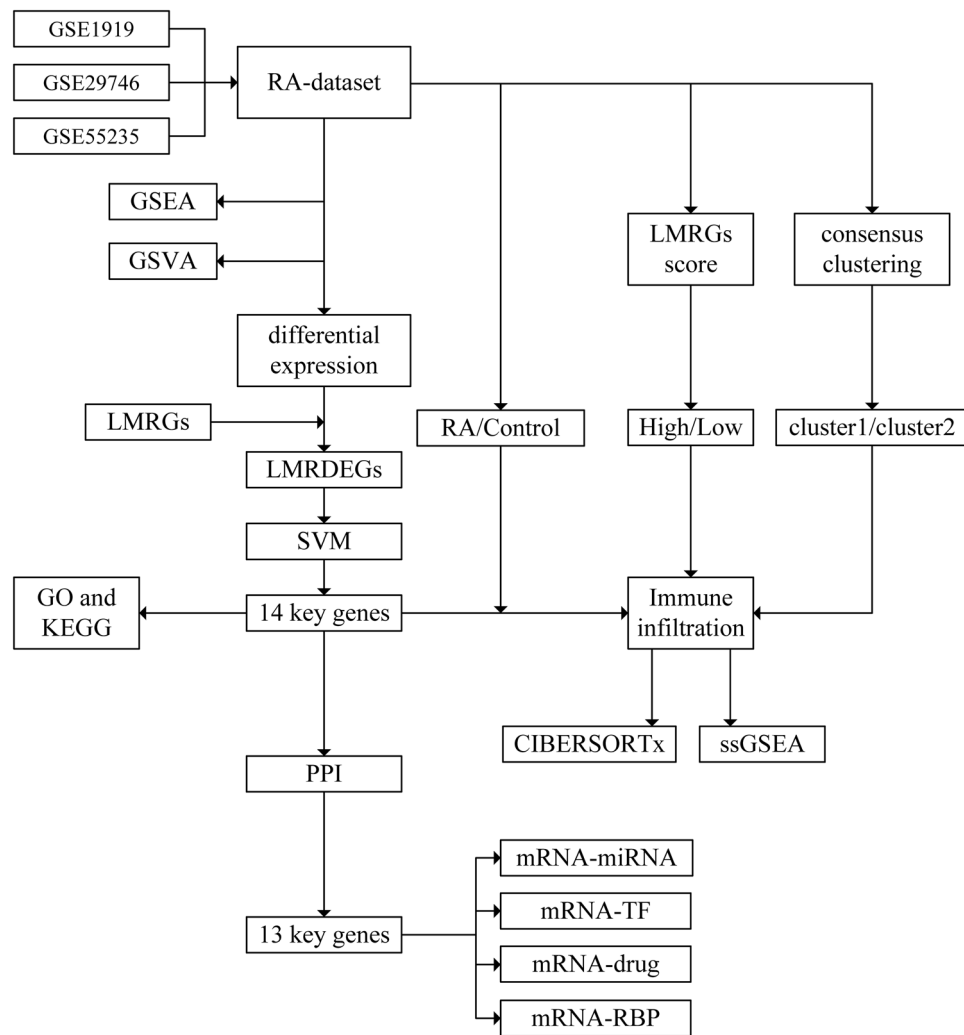 GSE1919
GSE29746
GSE55235
RA-dataset
GSEA
GSVA
LMRGs
score
consensus
clustering
differential
expression
LMRGs
RA/Control
High/Low
cluster1/cluster2
LMRDEGs
SVM
GO and
KEGG
14 key genes
Immune
infiltration
CIBERSORTx
ssGSEA
PPI
mRNA-miRNA
mRNA-TF
13 key genes
mRNA-drug
mRNA-RBP